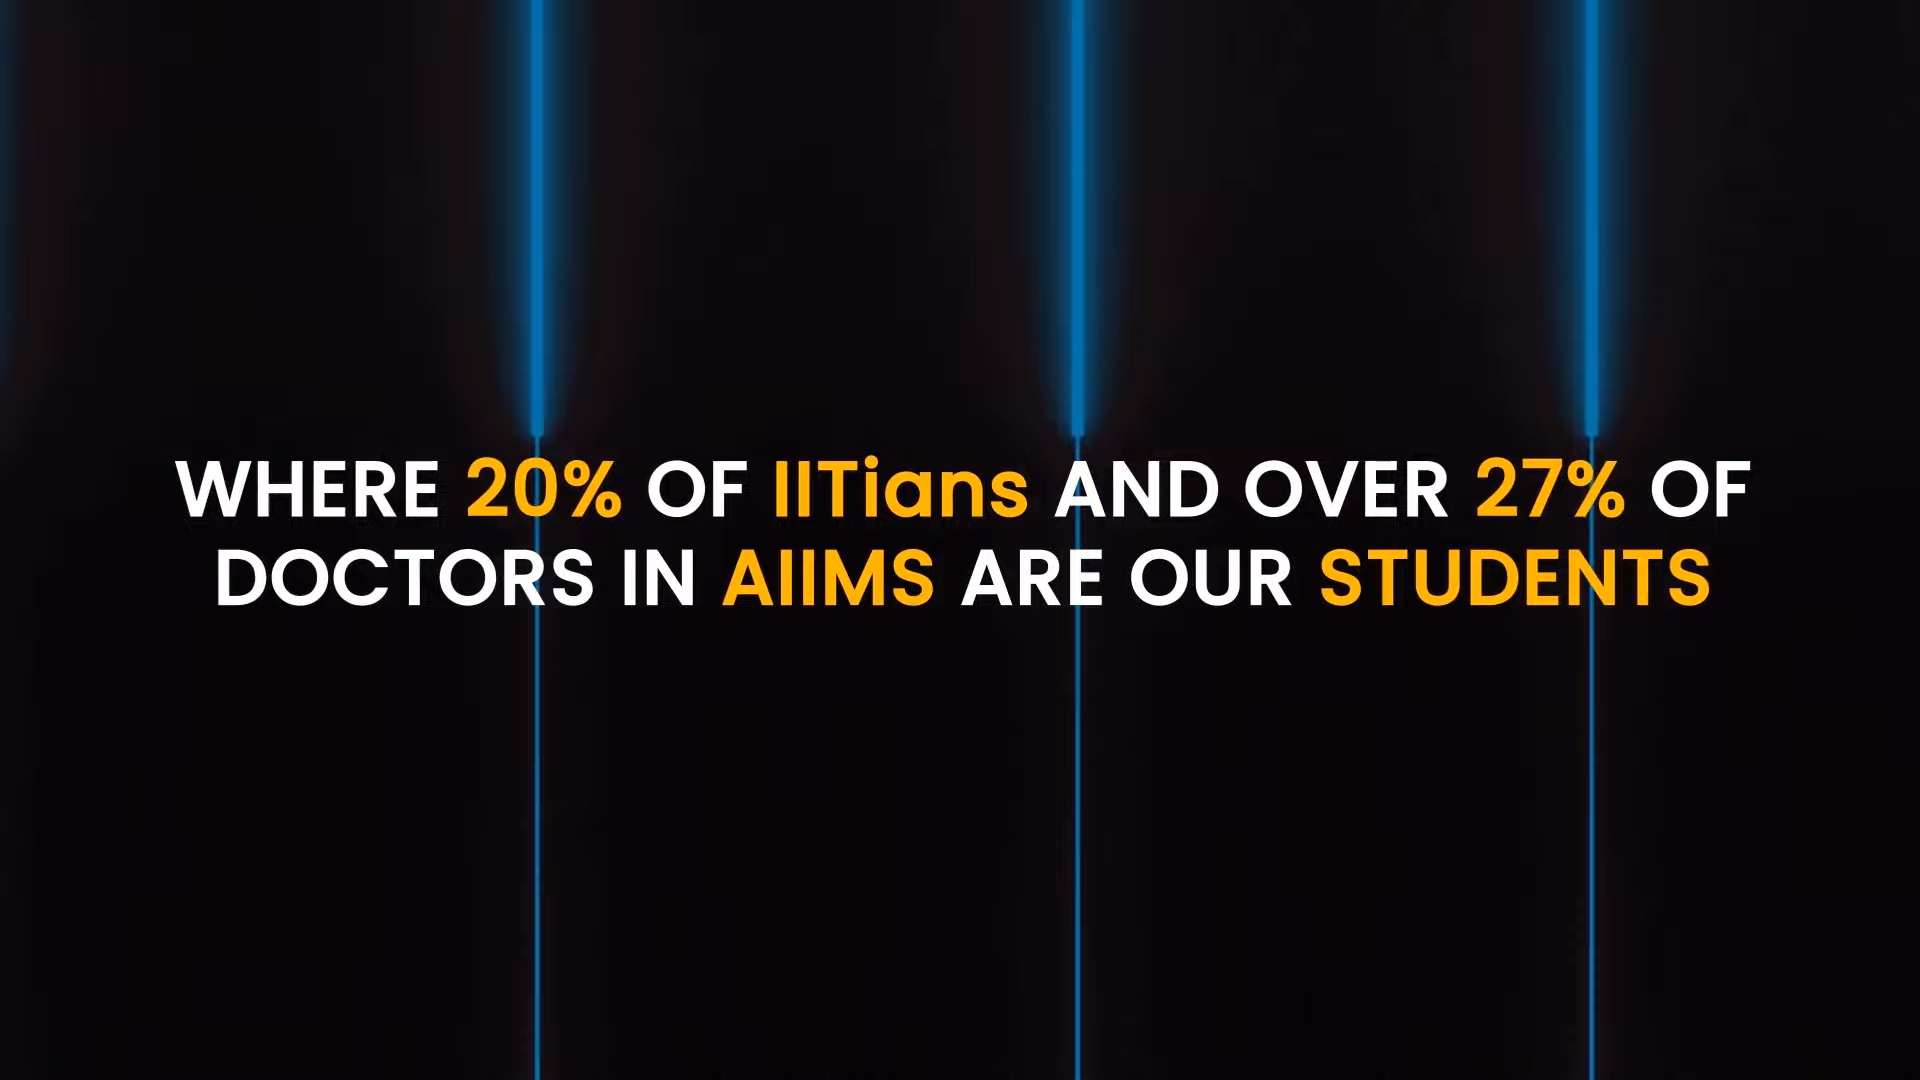 WHERE 20% OF IITians AND OVER 27% OF
DOCTORS IN AIIMS ARE OUR STUDENTS